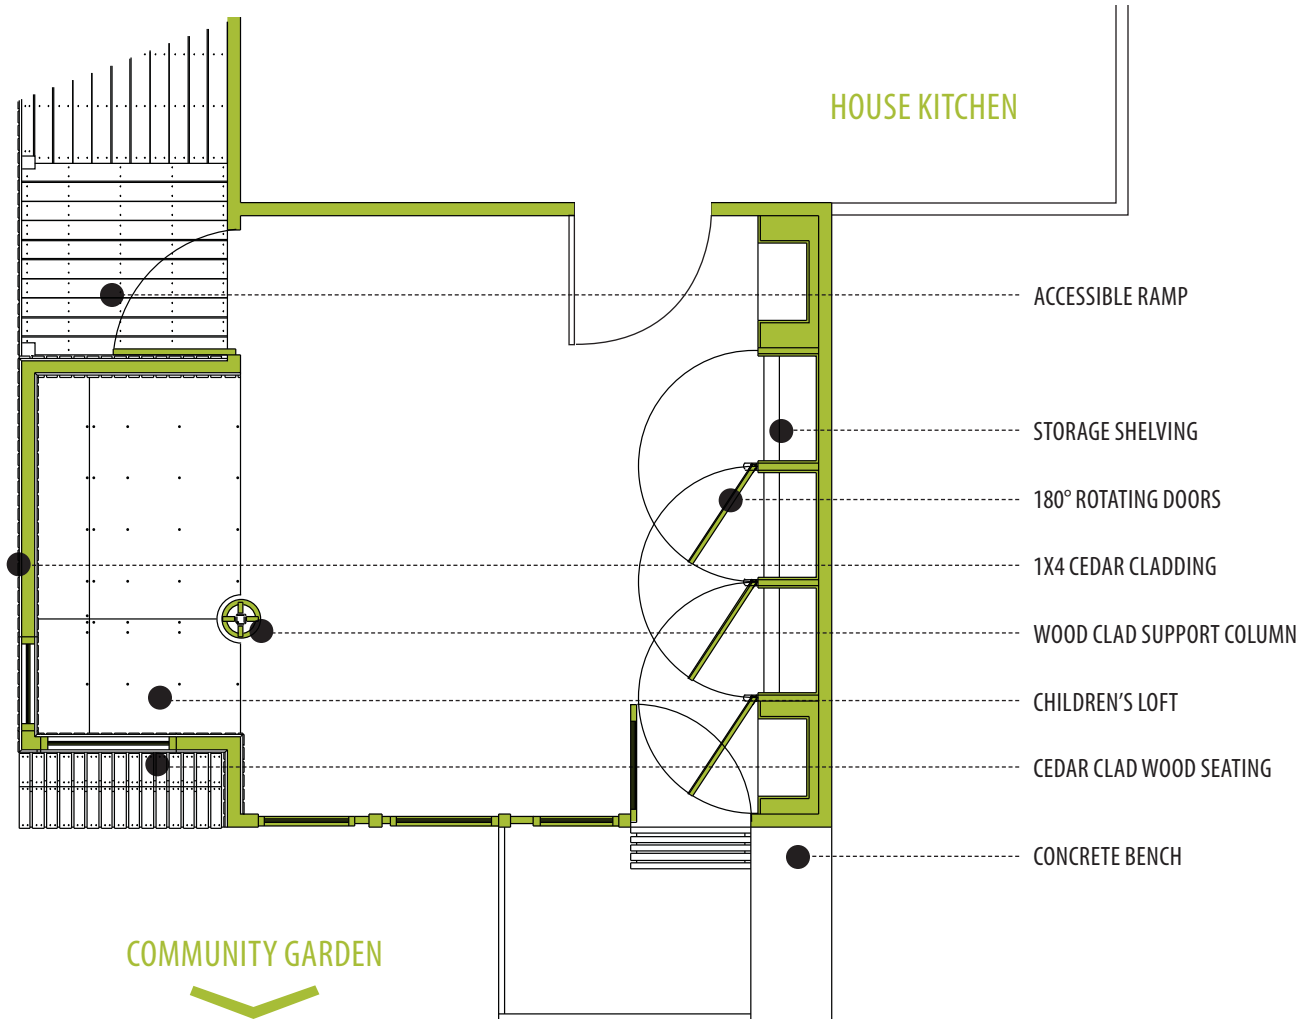 HOUSE KITCHEN
ACCESSIBLE RAMP
STORAGE SHELVING
180° ROTATING DOORS
1X4 CEDAR CLADDING
WOOD CLAD SUPPORT COLUMN
CHILDREN'S LOFT
CEDAR CLAD WOOD SEATING
CONCRETE BENCH
COMMUNITY GARDEN